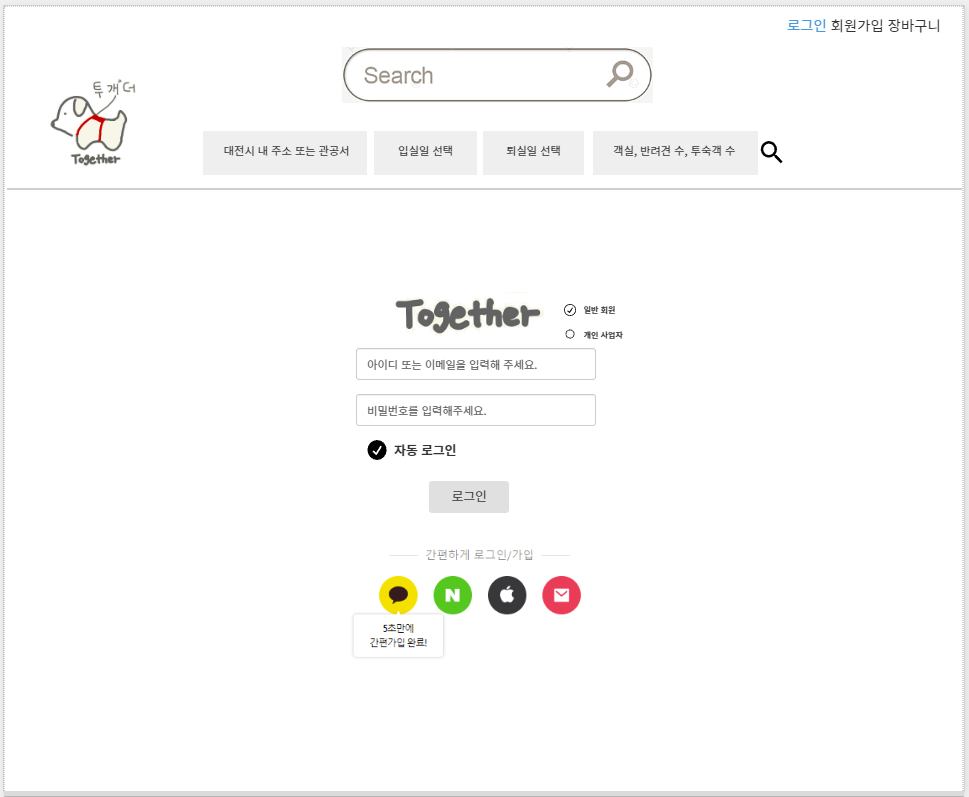 로그인 회원가입 장바구니
Search
투개더
Together
대전시 내 주소 또는 관공서
입실일 선택
퇴실일 선택
객실, 반려견 수, 투숙객 수
Together
일반 회원
개인 사업자
아이디 또는 이메일을 입력해 주세요.
비밀번호를 입력해주세요.
자동 로그인
로그인
간편하게 로그인/가입
N
5초만에
간편가입 완료!